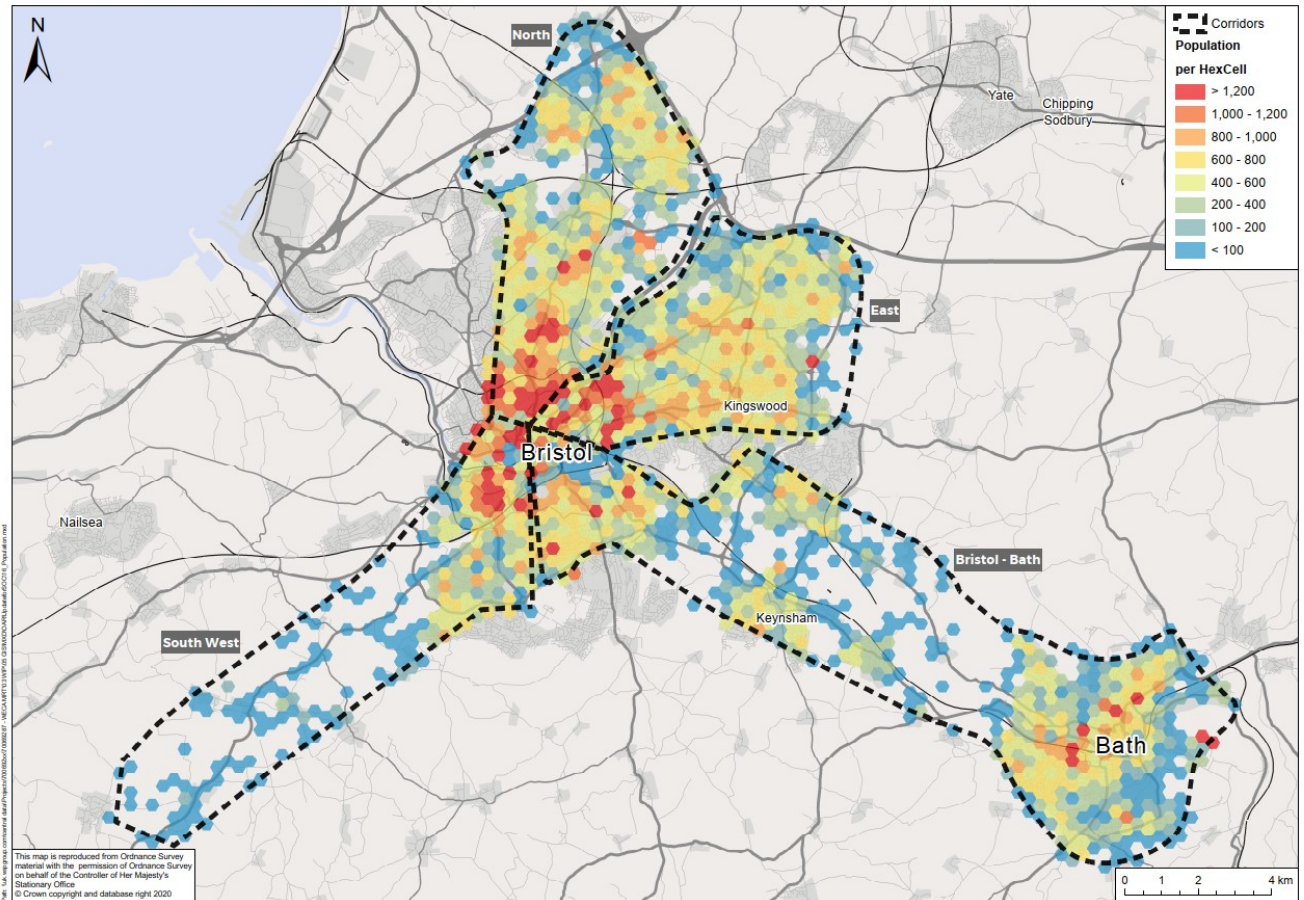 N
North
Yate
Chipping
Sodbury
East
Kingswood
Bristol
Nailsea
Bristol - Bath
Keynsham
South West
Bath
Corridors
Population
per HexCell
> 1,200
1,000 - 1,200
800 - 1,000
600 - 800
400 - 600
200 - 400
100 - 200
< 100
This map is reproduced from Ordnance Survey
material with the permission of Ordnance Survey
on behalf of the Controller of Her Majesty's
Stationary Office
© Crown copyright and database right 2020
0 1 2 4 km